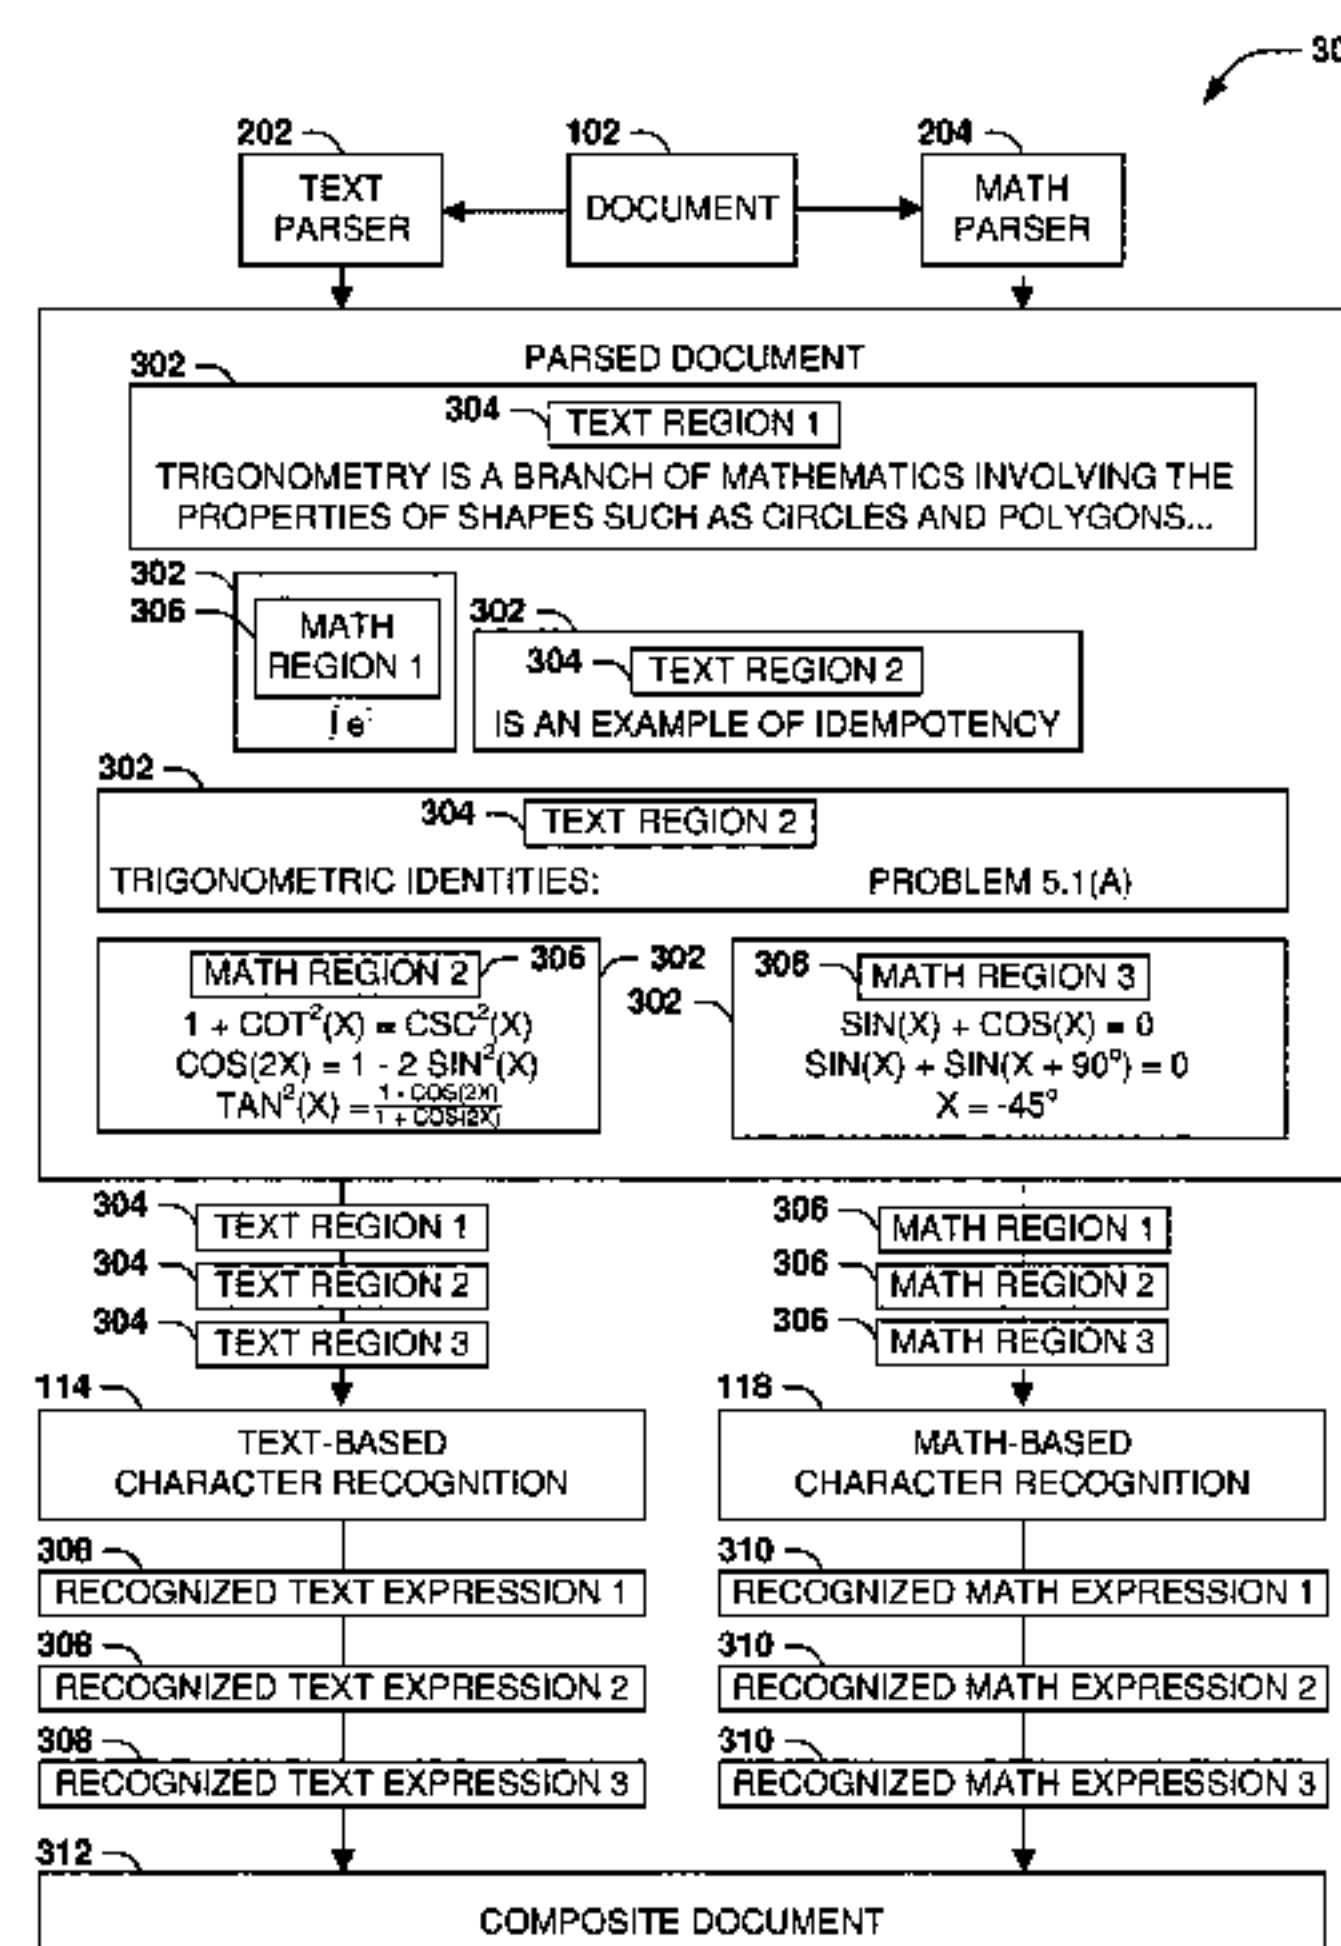 30
202
102
204
TEXT
PARSER
DOCUMENT
MATH
PARSER
PARSED DOCUMENT
302
304
TEXT REGION 1
TRIGONOMETRY IS A BRANCH OF MATHEMATICS INVOLVING THE
PROPERTIES OF SHAPES SUCH AS CIRCLES AND POLYGONS...
302
306
MATH
REGION 1
302
304
TEXT REGION 2
IS AN EXAMPLE OF IDEMPOTENCY
302
304
TEXT REGION 2
TRIGONOMETRIC IDENTITIES: PROBLEM 5.1(A)
MATH REGION 2
306
302
1 + COT²(X) = CSC²(X)
COS(2X) = 1 - 2 SIN²(X)
TAN²(X) = (1 - COS(2X))/(1 + COS(2X))
302
306
MATH REGION 3
SIN(X) + COS(X) = 0
SIN(X) + SIN(X + 90°) = 0
X = -45°
304
TEXT REGION 1
304
TEXT REGION 2
304
TEXT REGION 3
306
MATH REGION 1
306
MATH REGION 2
306
MATH REGION 3
114
TEXT-BASED
CHARACTER RECOGNITION
118
MATH-BASED
CHARACTER RECOGNITION
308
RECOGNIZED TEXT EXPRESSION 1
308
RECOGNIZED TEXT EXPRESSION 2
308
RECOGNIZED TEXT EXPRESSION 3
310
RECOGNIZED MATH EXPRESSION 1
310
RECOGNIZED MATH EXPRESSION 2
310
RECOGNIZED MATH EXPRESSION 3
312
COMPOSITE DOCUMENT